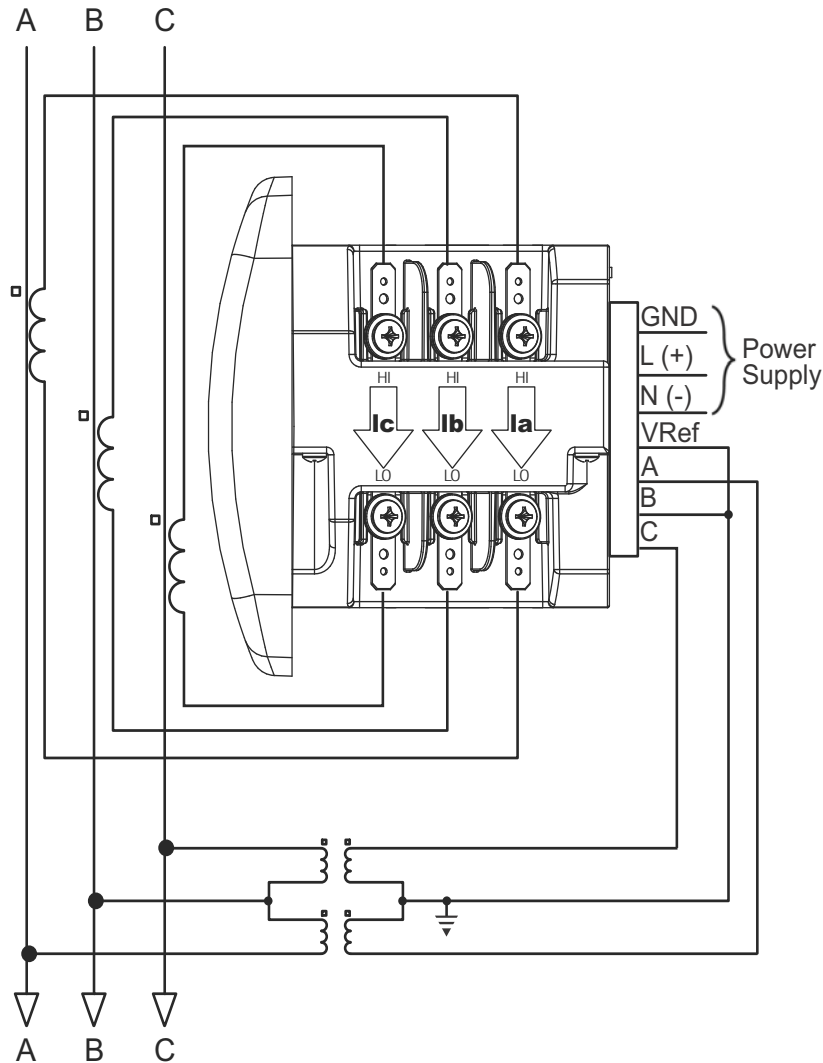 A B C
GND
L (+)
Power
Supply
N (-)
HI HI HI
Ic Ib Ia
VRef
LO LO LO
A
B
C
A B C